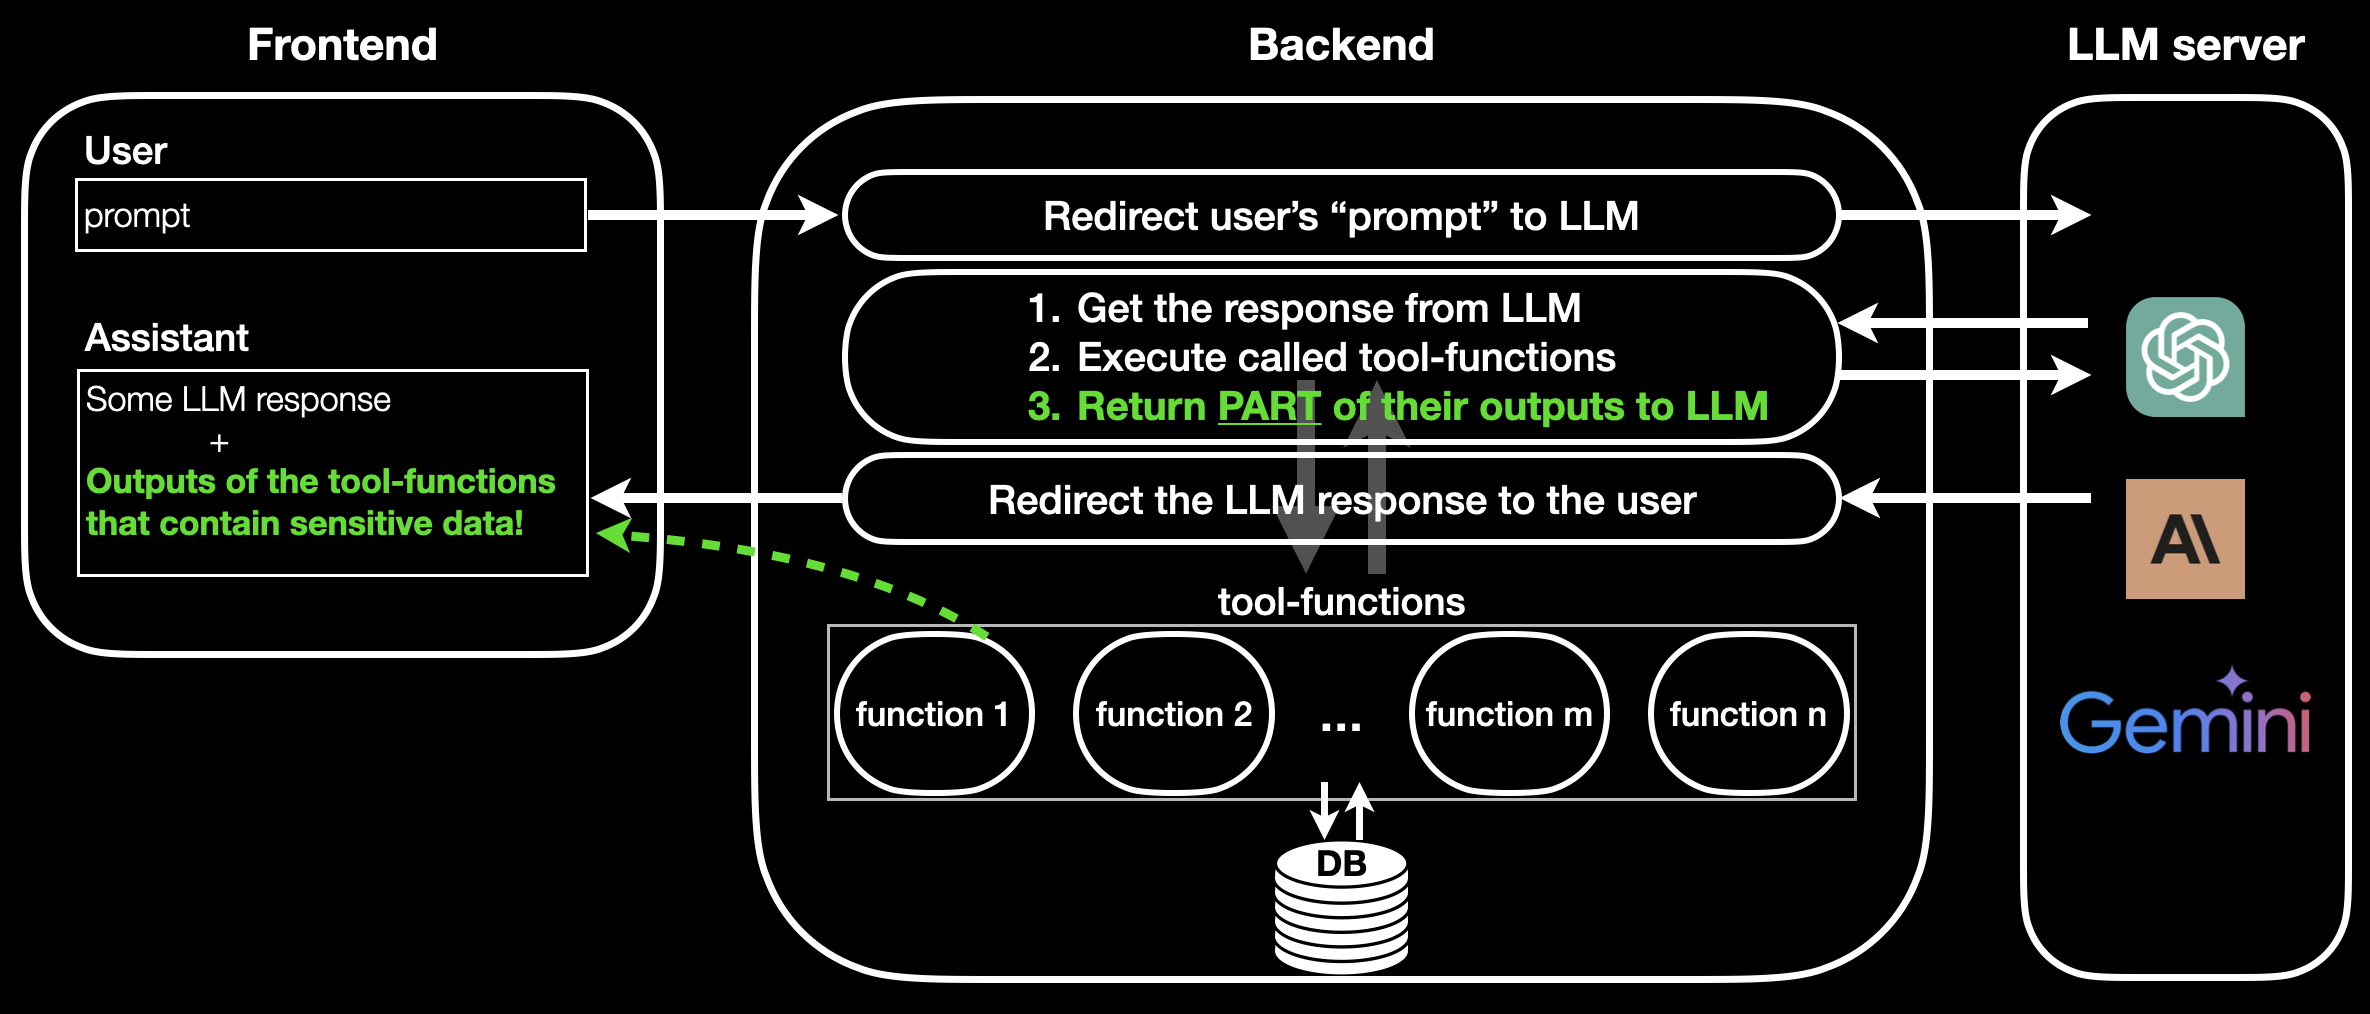 Frontend
Backend
LLM server
User
prompt
Redirect user’s “prompt” to LLM
1. Get the response from LLM
2. Execute called tool-functions
3. Return PART of their outputs to LLM
Assistant
Some LLM response
+
Outputs of the tool-functions
that contain sensitive data!
Redirect the LLM response to the user
tool-functions
function 1
function 2
...
function m
function n
DB
A\
Gemini